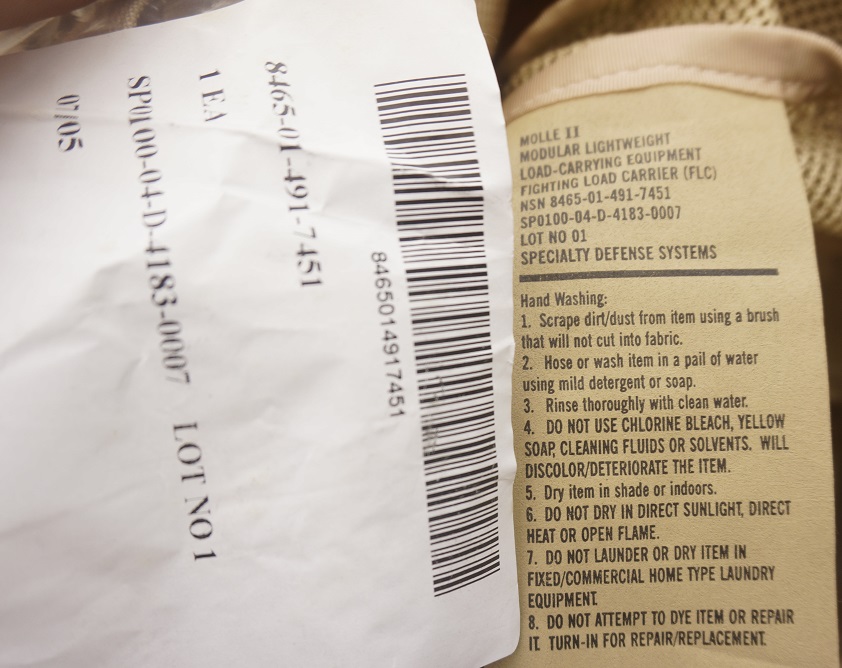 8465-01-491-7451
1 EA
SP0100-04-D-4183-0007 LOT NO 1
07/05
8465014917451
MOLLE II
MODULAR LIGHTWEIGHT
LOAD-CARRYING EQUIPMENT
FIGHTING LOAD CARRIER (FLC)
NSN 8465-01-491-7451
SP0100-04-D-4183-0007
LOT NO 01
SPECIALTY DEFENSE SYSTEMS
Hand Washing:
1. Scrape dirt/dust from item using a brush
that will not cut into fabric.
2. Hose or wash item in a pail of water
using mild detergent or soap.
3. Rinse thoroughly with clean water.
4. DO NOT USE CHLORINE BLEACH, YELLOW
SOAP, CLEANING FLUIDS OR SOLVENTS. WILL
DISCOLOR/DETERIORATE THE ITEM.
5. Dry item in shade or indoors.
6. DO NOT DRY IN DIRECT SUNLIGHT, DIRECT
HEAT OR OPEN FLAME.
7. DO NOT LAUNDER OR DRY ITEM IN
FIXED/COMMERCIAL HOME TYPE LAUNDRY
EQUIPMENT.
8. DO NOT ATTEMPT TO DYE ITEM OR REPAIR
IT. TURN-IN FOR REPAIR/REPLACEMENT.